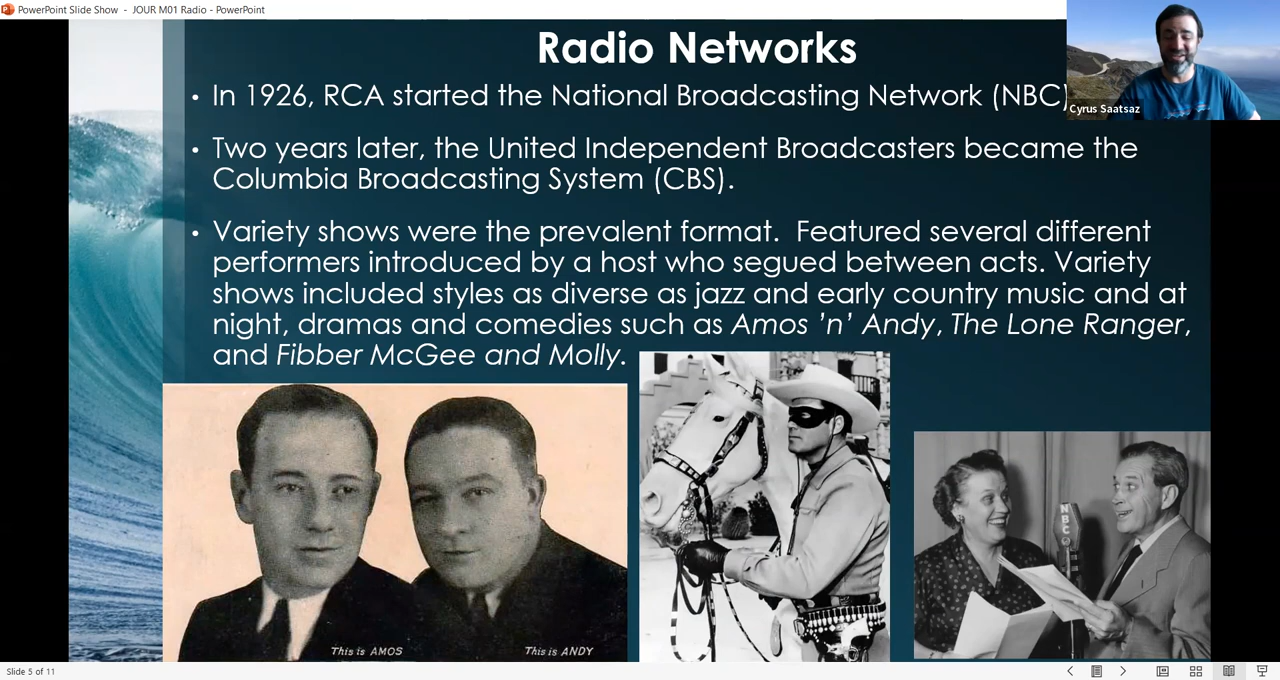 PowerPoint Slide Show - JOUR M01 Radio - PowerPoint
Radio Networks
• In 1926, RCA started the National Broadcasting Network (NBC)
Cyrus Saatsaz
• Two years later, the United Independent Broadcasters became the
Columbia Broadcasting System (CBS).
• Variety shows were the prevalent format.  Featured several different
performers introduced by a host who segued between acts. Variety
shows included styles as diverse as jazz and early country music and at
night, dramas and comedies such as Amos ’n’ Andy, The Lone Ranger,
and Fibber McGee and Molly.
NBC
This is AMOS
This is ANDY
Slide 5 of 11